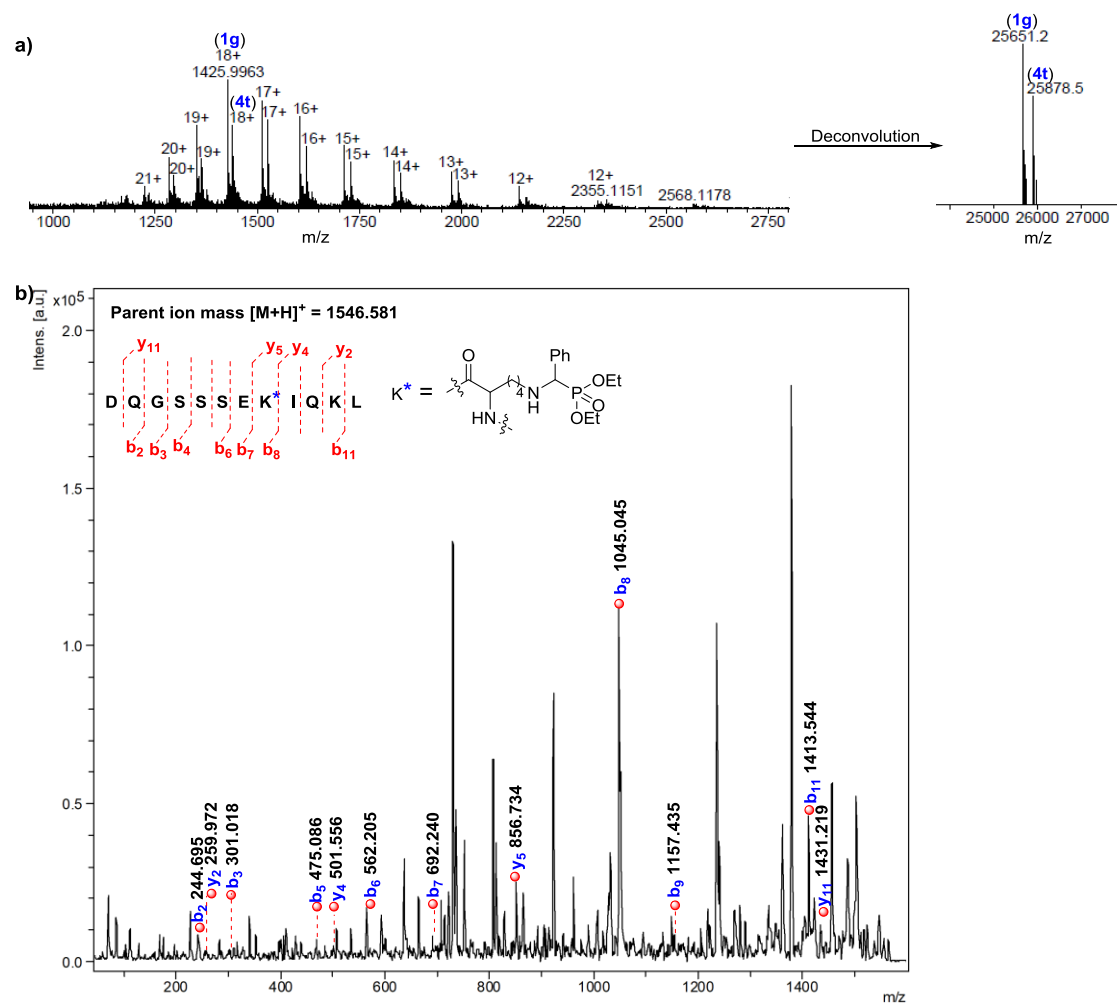 a)
(1g)
18+
1425.9963
(4t)
18+
17+
17+
16+
16+
19+
19+
20+
20+
21+
15+
15+
14+
14+
13+
13+
12+
12+
2355.1151
2568.1178
1000 1250 1500 1750 2000 2250 2500 2750
m/z
Deconvolution
(1g)
25651.2
(4t)
25878.5
25000 26000 27000
m/z
b)
Intens. [a.u.]
x10⁵
Parent ion mass [M+H]⁺ = 1546.581
y₁₁ y₅ y₄ y₂
D Q G S S S E K* I Q K L
b₂ b₃ b₄ b₆ b₇ b₈ b₁₁
K* =
O
Ph
(4
N
H
P
OEt
O
OEt
HN
2.0
1.5
1.0
0.5
0.0
b₂ 244.695
y₂ 259.972
b₃ 301.018
b₅ 475.086
y₄ 501.556
b₆ 562.205
b₇ 692.240
y₅ 856.734
b₈ 1045.045
b₉ 1157.435
b₁₁ 1413.544
y₁₁ 1431.219
200 400 600 800 1000 1200 1400
m/z